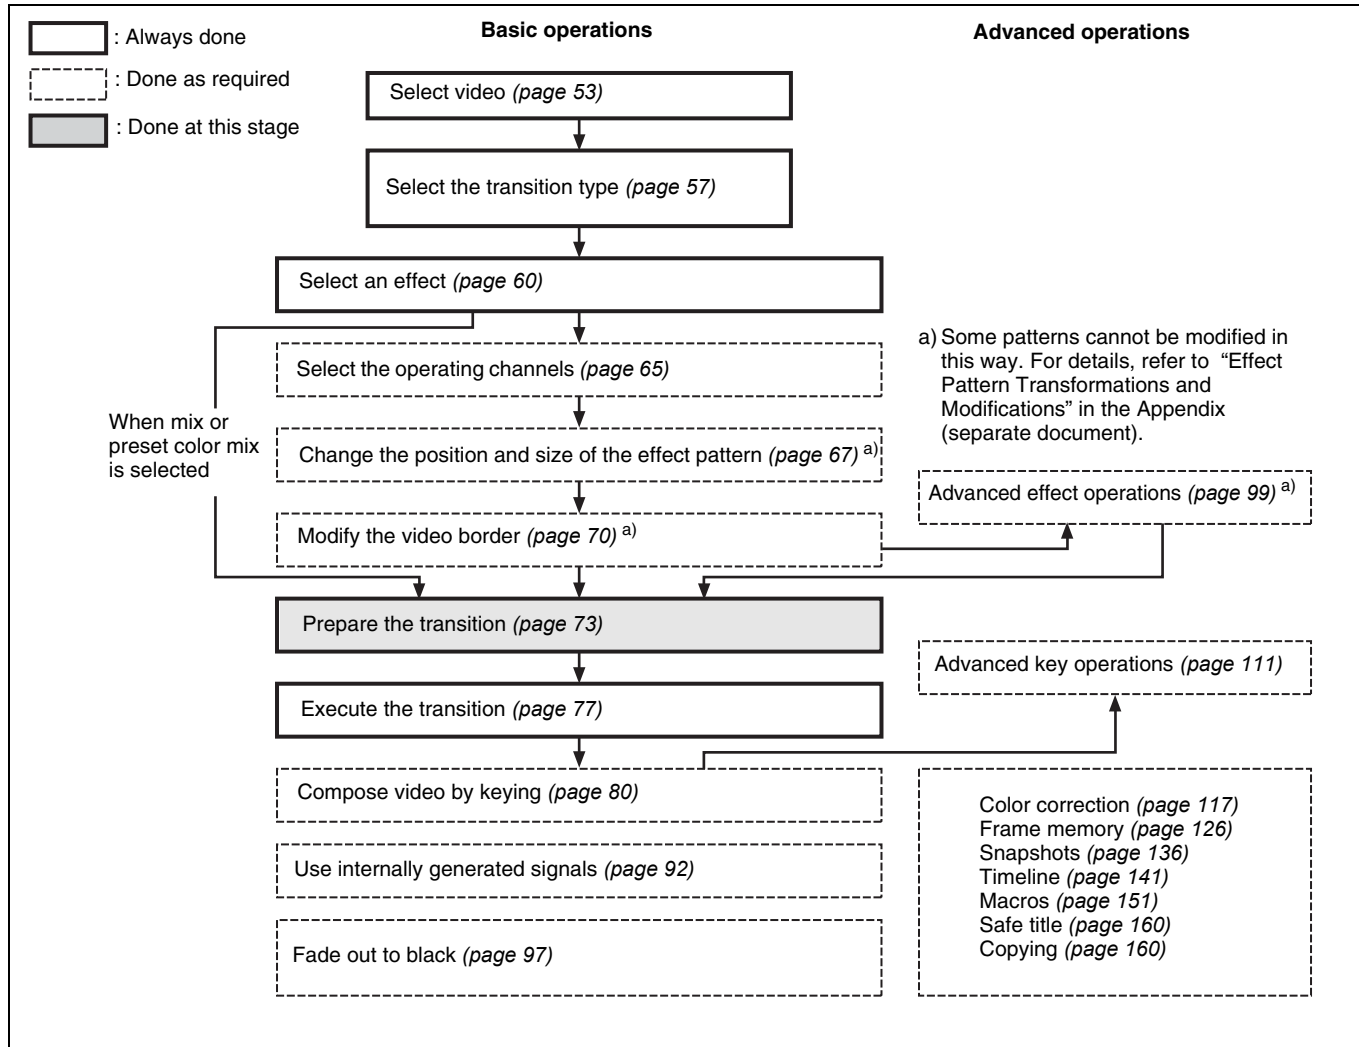 Basic operations
Advanced operations
: Always done
: Done as required
: Done at this stage
Select video (page 53)
Select the transition type (page 57)
Select an effect (page 60)
Select the operating channels (page 65)
a) Some patterns cannot be modified in
this way. For details, refer to “Effect
Pattern Transformations and
Modifications” in the Appendix
(separate document).
When mix or
preset color mix
is selected
Change the position and size of the effect pattern (page 67) a)
Advanced effect operations (page 99) a)
Modify the video border (page 70) a)
Prepare the transition (page 73)
Advanced key operations (page 111)
Execute the transition (page 77)
Compose video by keying (page 80)
Use internally generated signals (page 92)
Fade out to black (page 97)
Color correction (page 117)
Frame memory (page 126)
Snapshots (page 136)
Timeline (page 141)
Macros (page 151)
Safe title (page 160)
Copying (page 160)